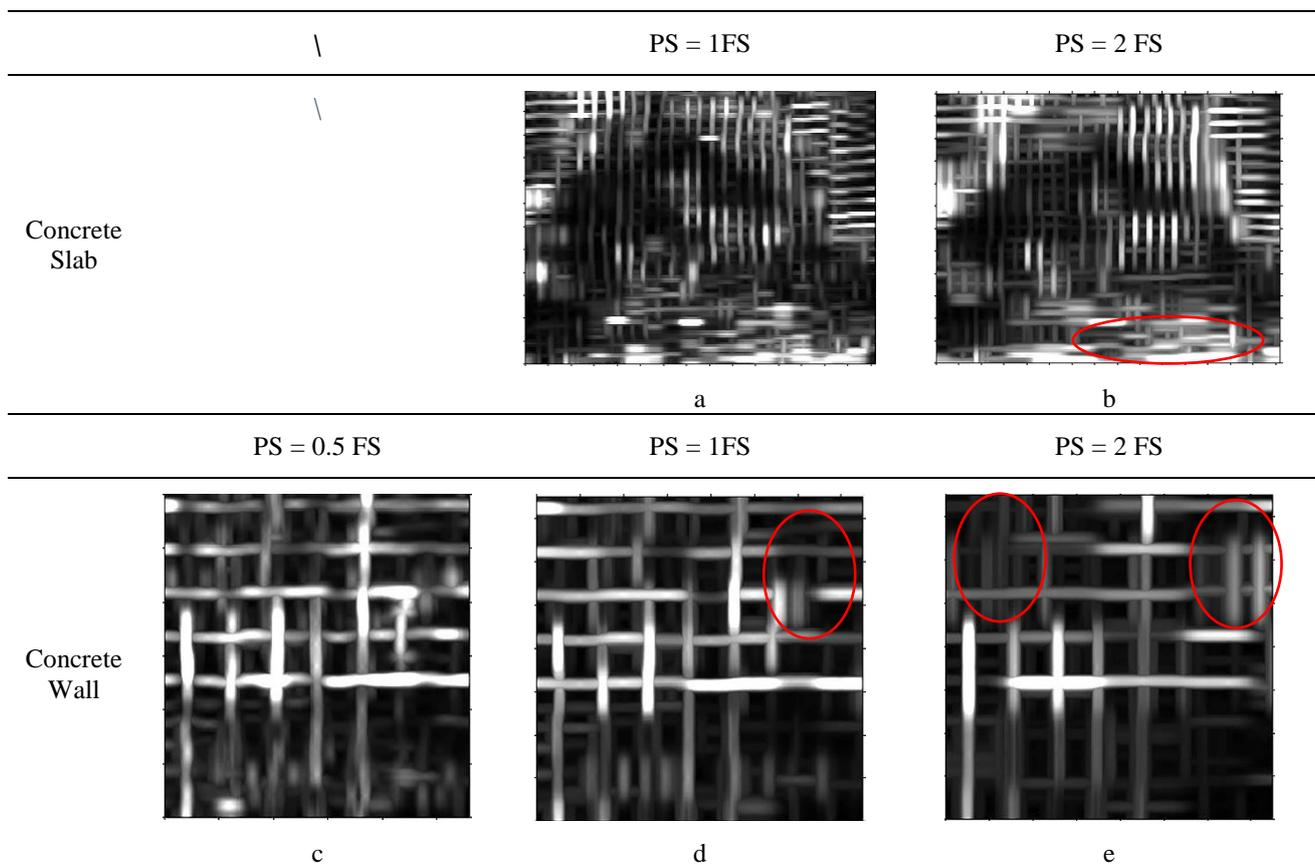 \ PS = 1FS PS = 2 FS
\
Concrete
Slab
a b
PS = 0.5 FS PS = 1FS PS = 2 FS
Concrete
Wall
c d e